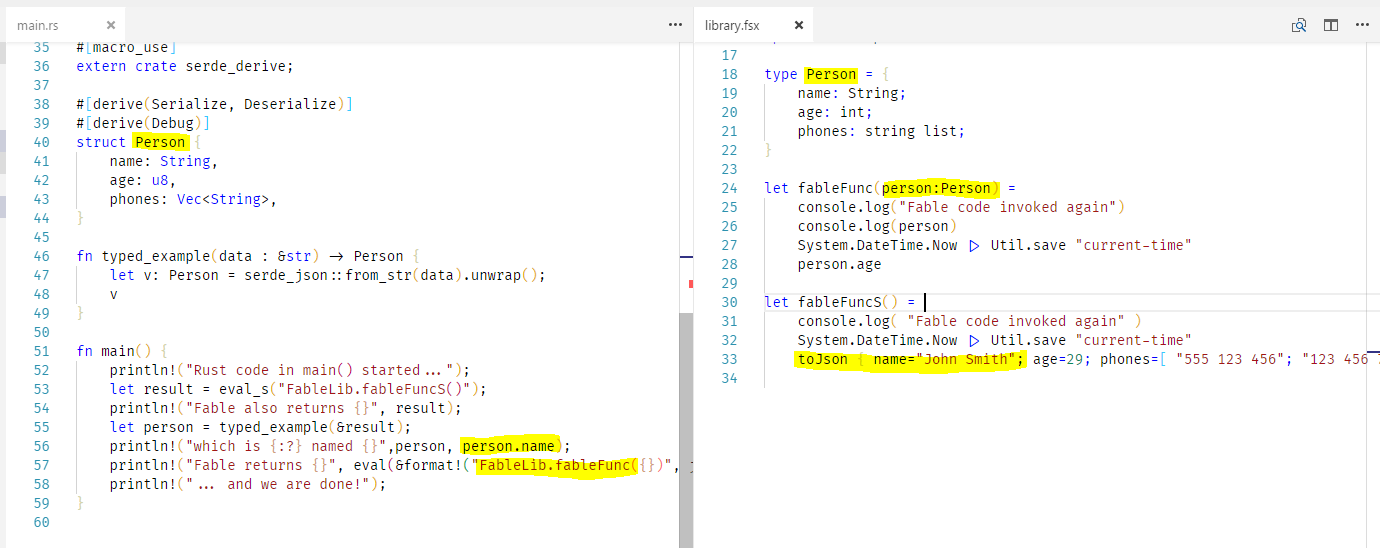 main.rs
35 #[macro_use]
36 extern crate serde_derive;
37
38 #[derive(Serialize, Deserialize)]
39 #[derive(Debug)]
40 struct Person {
41     name: String,
42     age: u8,
43     phones: Vec<String>,
44 }
45
46 fn typed_example(data : &str) → Person {
47     let v: Person = serde_json::from_str(data).unwrap();
48     v
49 }
50
51 fn main() {
52     println!("Rust code in main() started...");
53     let result = eval_s("FableLib.fableFuncS()");
54     println!("Fable also returns {}", result);
55     let person = typed_example(&result);
56     println!("which is {:?} named {}",person, person.name);
57     println!("Fable returns {}", eval(&format!("FableLib.fableFunc({})",
58     println!("... and we are done!");
59 }
60
library.fsx
17
18 type Person = {
19     name: String;
20     age: int;
21     phones: string list;
22 }
23
24 let fableFunc(person:Person) =
25     console.log("Fable code invoked again")
26     console.log(person)
27     System.DateTime.Now ▷ Util.save "current-time"
28     person.age
29
30 let fableFuncS() =
31     console.log( "Fable code invoked again" )
32     System.DateTime.Now ▷ Util.save "current-time"
33     toJson { name="John Smith"; age=29; phones=[ "555 123 456"; "123 456
34